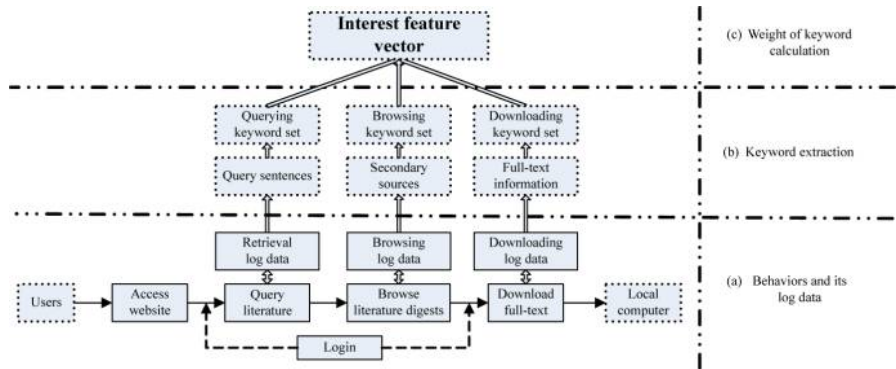 Interest feature
vector
(c) Weight of keyword
calculation
Querying
keyword set
Browsing
keyword set
Downloading
keyword set
Query sentences
Secondary
sources
Full-text
information
(b) Keyword extraction
Retrieval
log data
Browsing
log data
Downloading
log data
Users
Access
website
Query
literature
Browse
literature digests
Download
full-text
Local
computer
(a) Behaviors and its
log data
Login